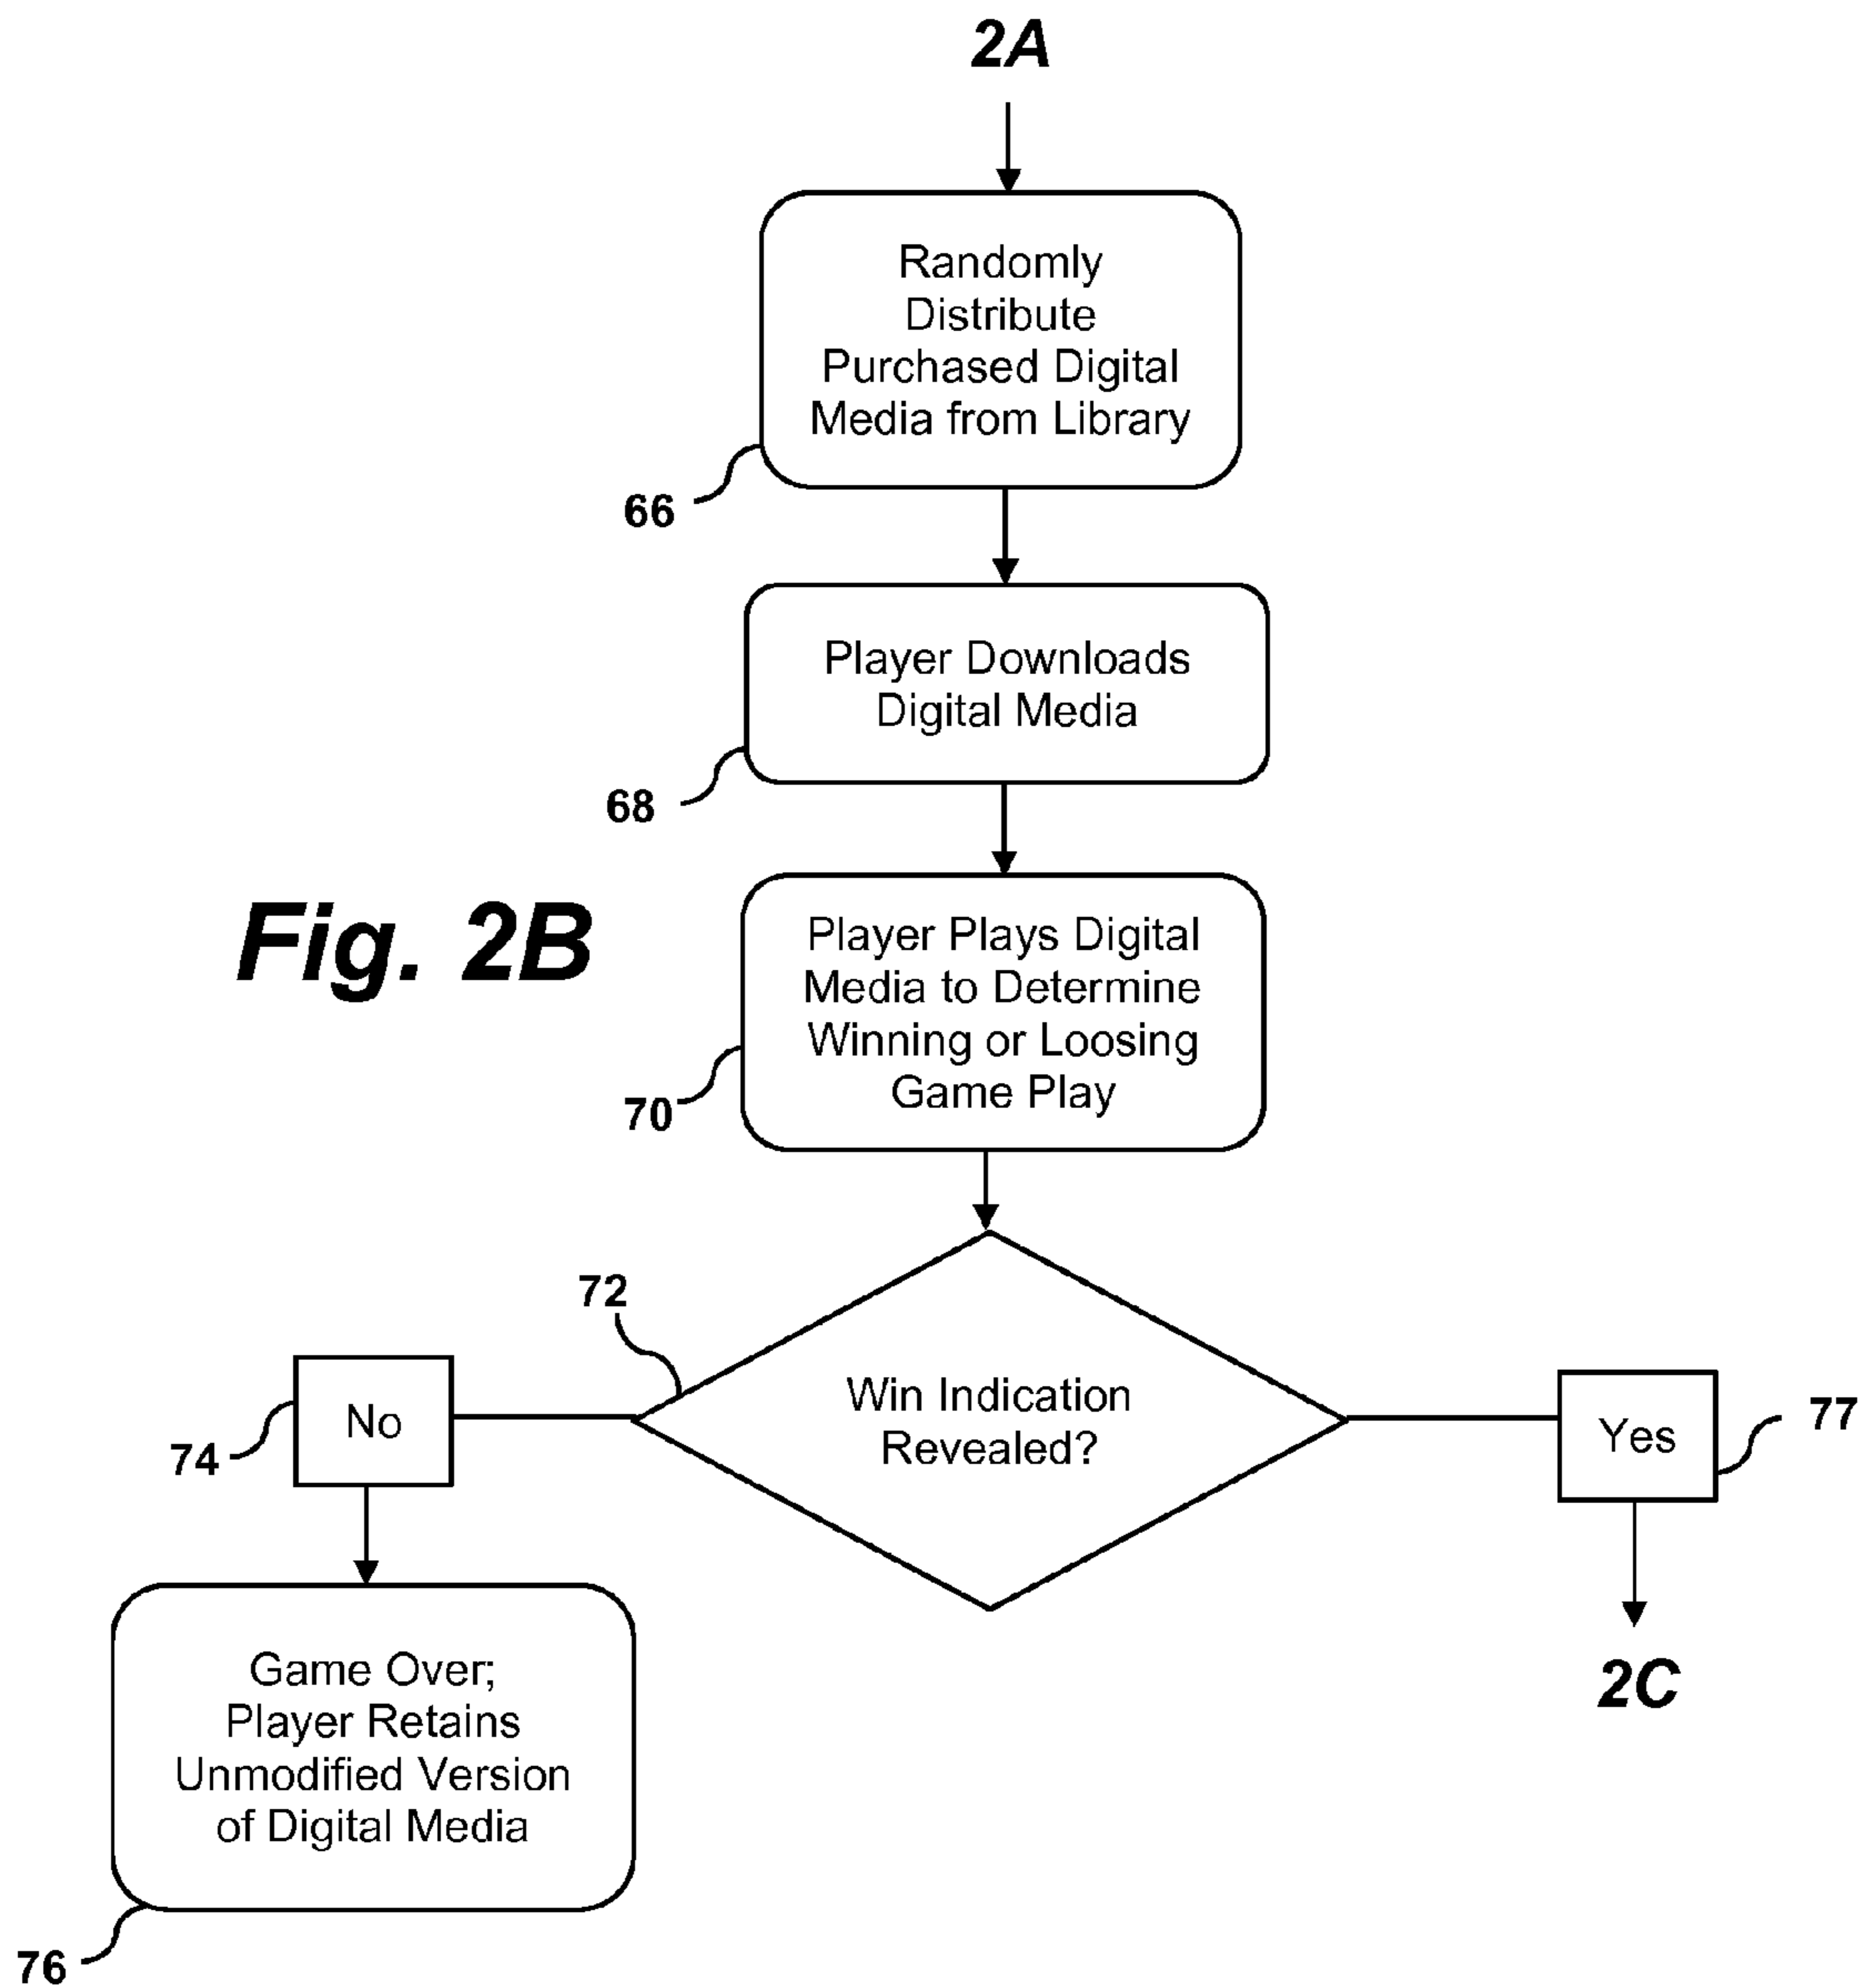 2A
Randomly
Distribute
Purchased Digital
Media from Library
66
Player Downloads
Digital Media
68
Fig. 2B
Player Plays Digital
Media to Determine
Winning or Loosing
Game Play
70
72
Win Indication
Revealed?
No
74
Yes
77
Game Over;
Player Retains
Unmodified Version
of Digital Media
76
2C